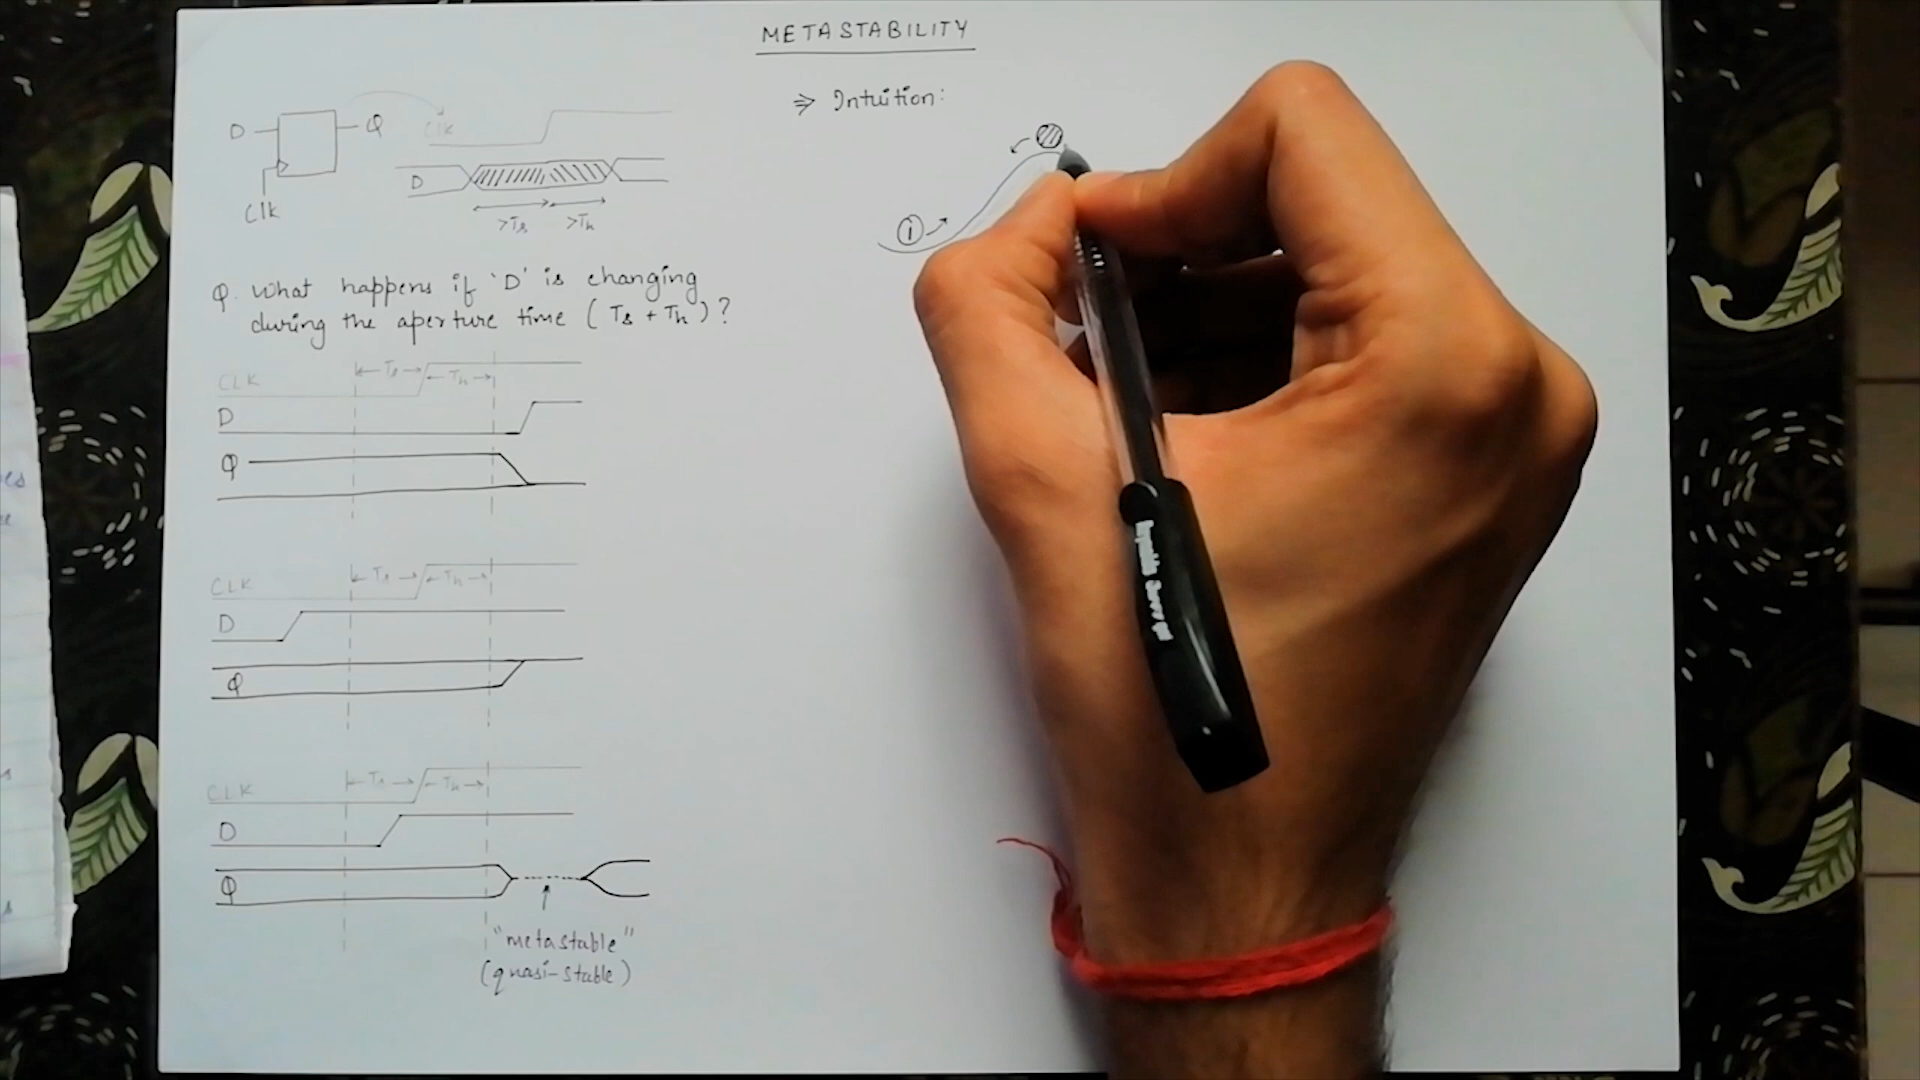 METASTABILITY
D
Q
Clk
Clk
D
>Ts
>Th
Q. What happens if 'D' is changing
during the aperture time (Ts + Th)?
CLK
Ts
Th
D
Q
CLK
Ts
Th
D
Q
CLK
Ts
Th
D
Q
"metastable"
(quasi-stable)
⇒ Intuition:
1